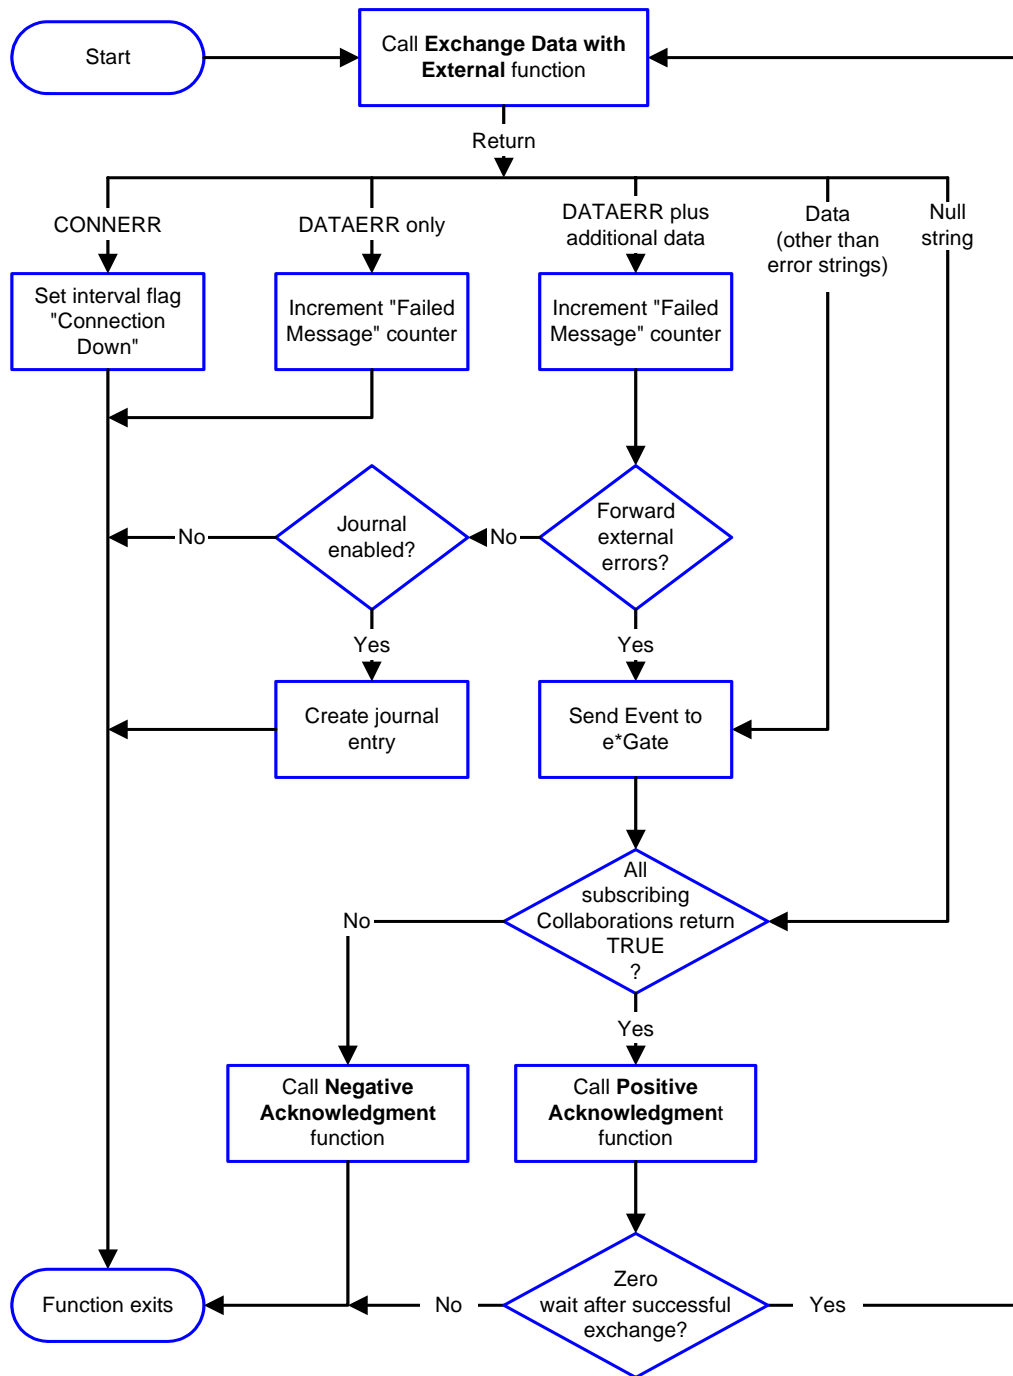 Start
Call Exchange Data with
External function
Return
CONNERR
DATAERR only
DATAERR plus
additional data
Data
(other than
error strings)
Null
string
Set interval flag
"Connection
Down"
Increment "Failed
Message" counter
Increment "Failed
Message" counter
No
Journal
enabled?
No
Forward
external
errors?
Yes
Yes
Create journal
entry
Send Event to
e*Gate
No
All
subscribing
Collaborations return
TRUE
?
Yes
Call Negative
Acknowledgment
function
Call Positive
Acknowledgment
function
Function exits
No
Zero
wait after successful
exchange?
Yes